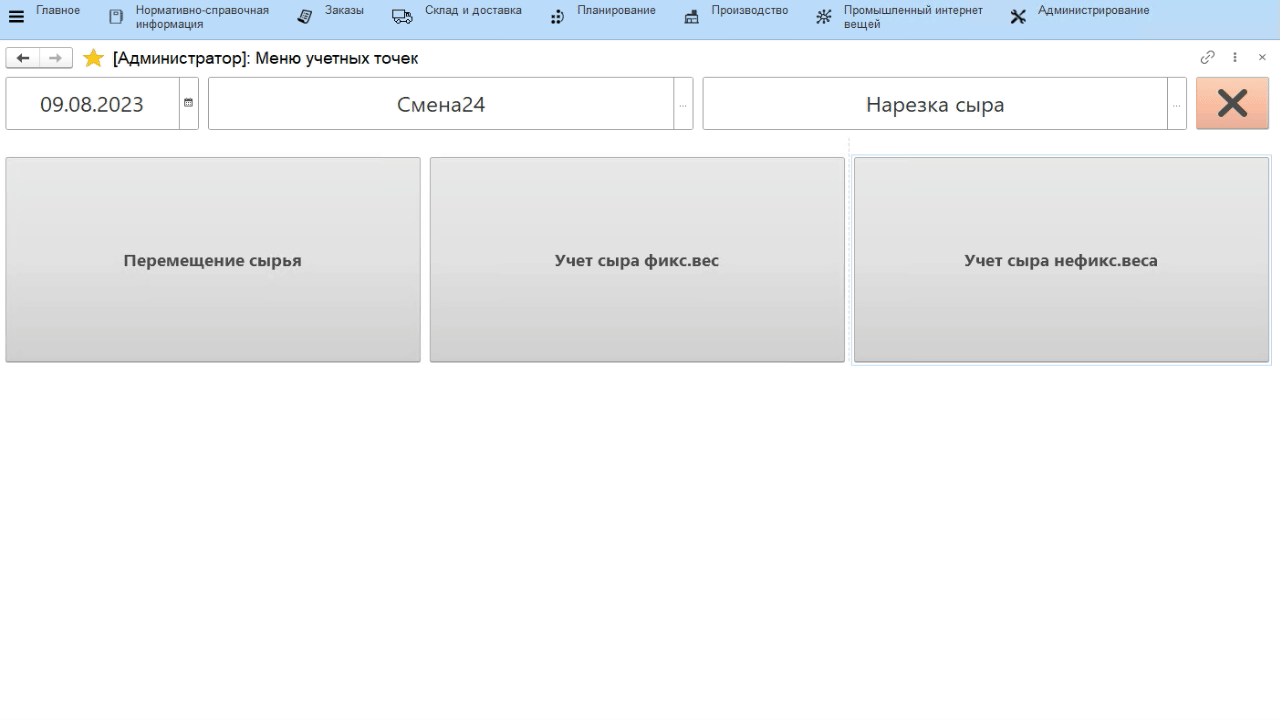 Главное
Нормативно-справочная
информация
Заказы
Склад и доставка
Планирование
Производство
Промышленный интернет
вещей
Администрирование
[Администратор]: Меню учетных точек
09.08.2023
Смена24
...
Нарезка сыра
...
Перемещение сырья
Учет сыра фикс.вес
Учет сыра нефикс.веса